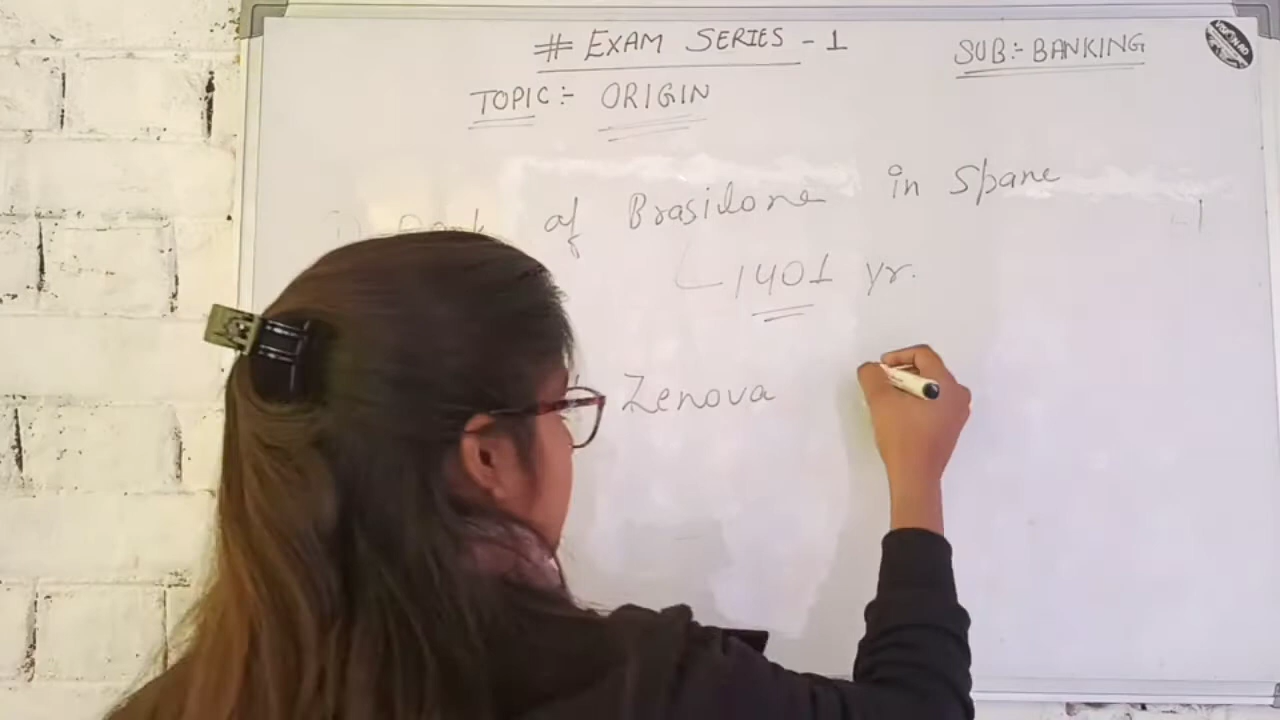 # EXAM SERIES - 1
SUB:- BANKING
TOPIC:- ORIGIN
of Brasilone in Spane
1401 yr.
Zenova